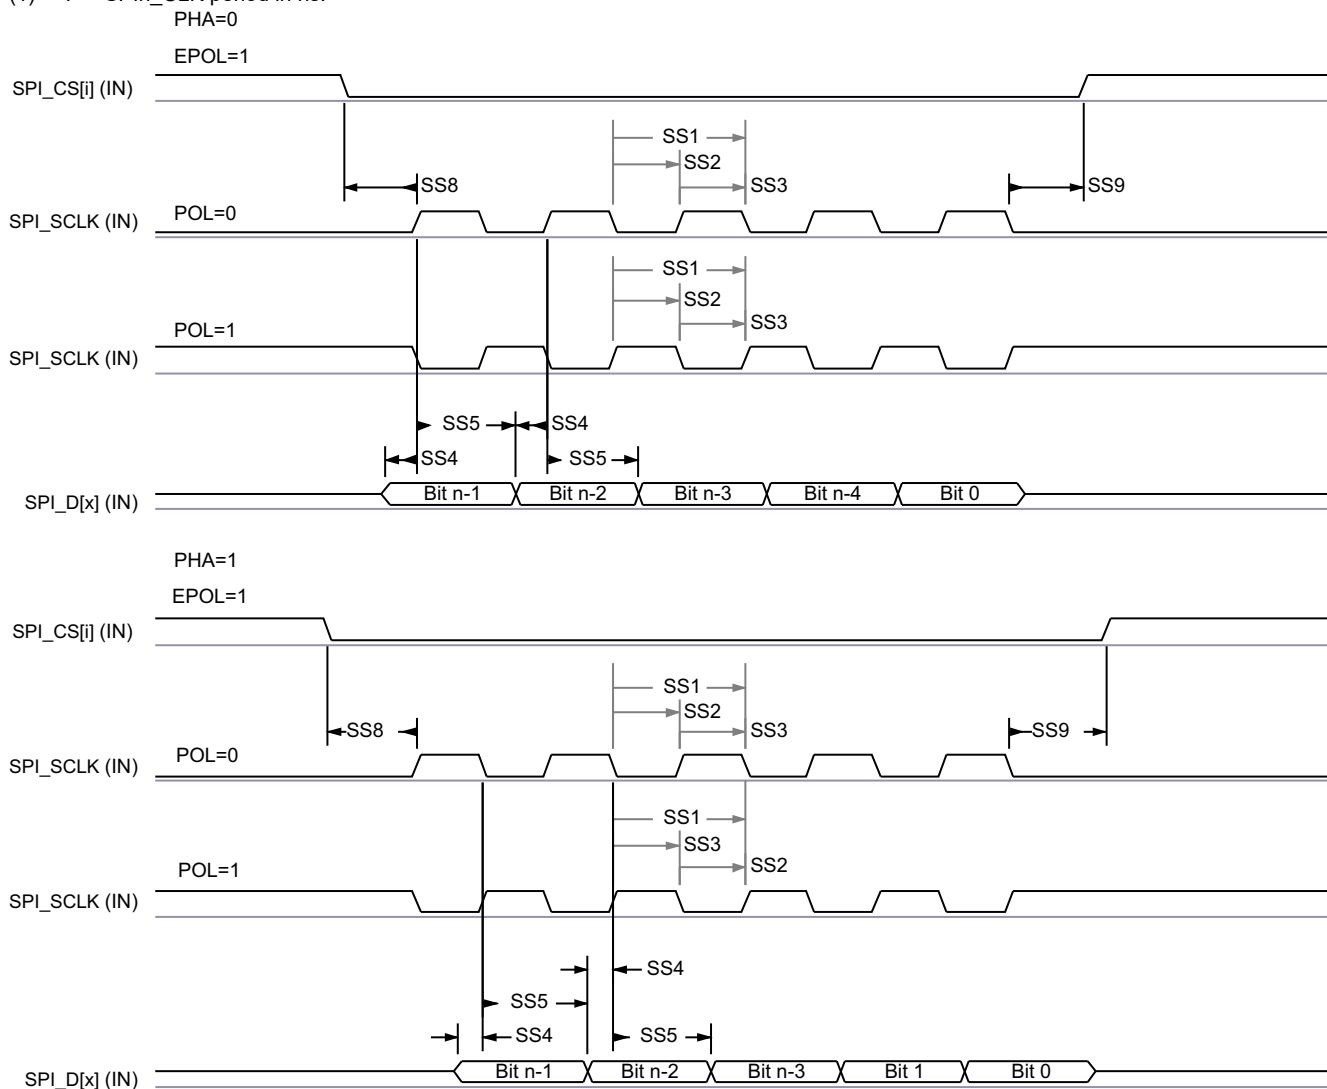 PHA=0
EPOL=1
SPI_CS[i] (IN)
SS1
SS2
SS8
SS3
SS9
POL=0
SPI_SCLK (IN)
SS1
SS2
SS3
POL=1
SPI_SCLK (IN)
SS5
SS4
SS4
SS5
SPI_D[x] (IN)
Bit n-1
Bit n-2
Bit n-3
Bit n-4
Bit 0
PHA=1
EPOL=1
SPI_CS[i] (IN)
SS1
SS2
SS8
SS3
SS9
POL=0
SPI_SCLK (IN)
SS1
SS3
SS2
POL=1
SPI_SCLK (IN)
SS4
SS5
SS4
SS5
SPI_D[x] (IN)
Bit n-1
Bit n-2
Bit n-3
Bit 1
Bit 0